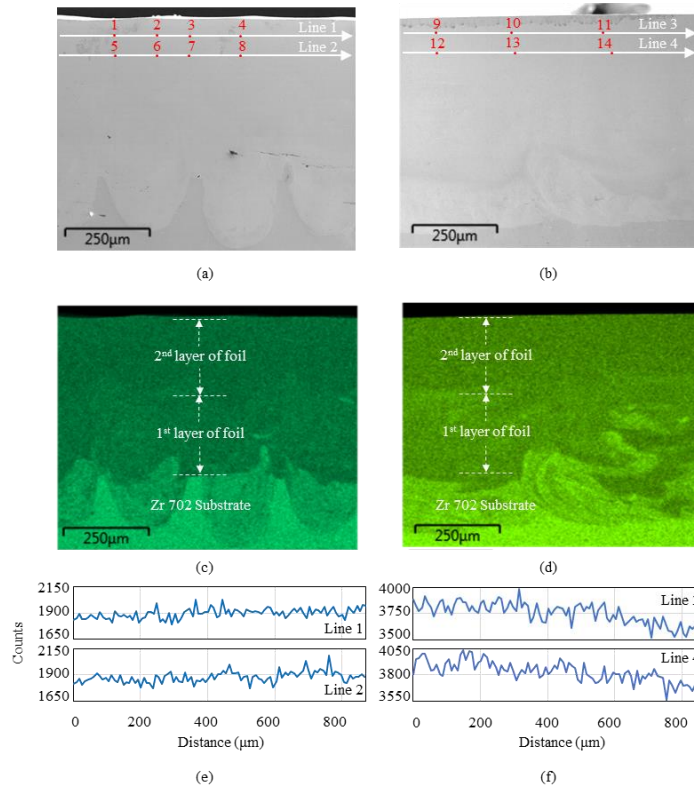 1 2 3 4 Line 1
5 6 7 8 Line 2
250µm
(a)
9 10 11 Line 3
12 13 14 Line 4
250µm
(b)
2nd layer of foil
1st layer of foil
Zr 702 Substrate
250µm
(c)
2nd layer of foil
1st layer of foil
Zr 702 Substrate
250µm
(d)
Counts
2150
1900
1650
Line 1
2150
1900
1650
Line 2
0 200 400 600 800
Distance (µm)
(e)
4000
3750
3500
Line
4050
3800
3550
Line
0 200 400 600 800
Distance (µm)
(f)